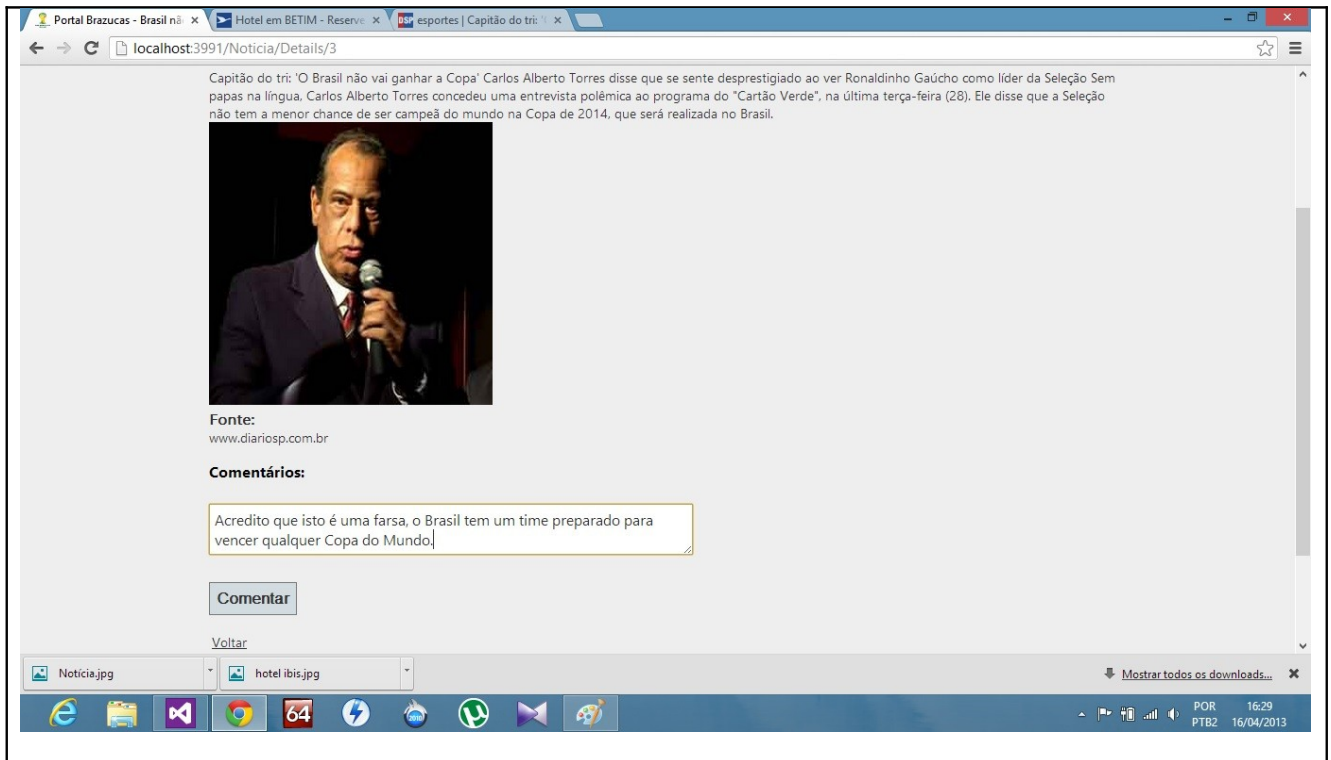 Portal Brazucas - Brasil nã
Hotel em BETIM - Reserve
DSP esportes | Capitão do tri: '
localhost:3991/Noticia/Details/3
Capitão do tri: 'O Brasil não vai ganhar a Copa' Carlos Alberto Torres disse que se sente desprestigiado ao ver Ronaldinho Gaúcho como líder da Seleção Sem
papas na língua, Carlos Alberto Torres concedeu uma entrevista polêmica ao programa do "Cartão Verde", na última terça-feira (28). Ele disse que a Seleção
não tem a menor chance de ser campeã do mundo na Copa de 2014, que será realizada no Brasil.
Fonte:
www.diariosp.com.br
Comentários:
Acredito que isto é uma farsa, o Brasil tem um time preparado para
vencer qualquer Copa do Mundo.
Comentar
Voltar
Notícia.jpg
hotel ibis.jpg
Mostrar todos os downloads...
64
2010
POR 16:29
PTB2 16/04/2013